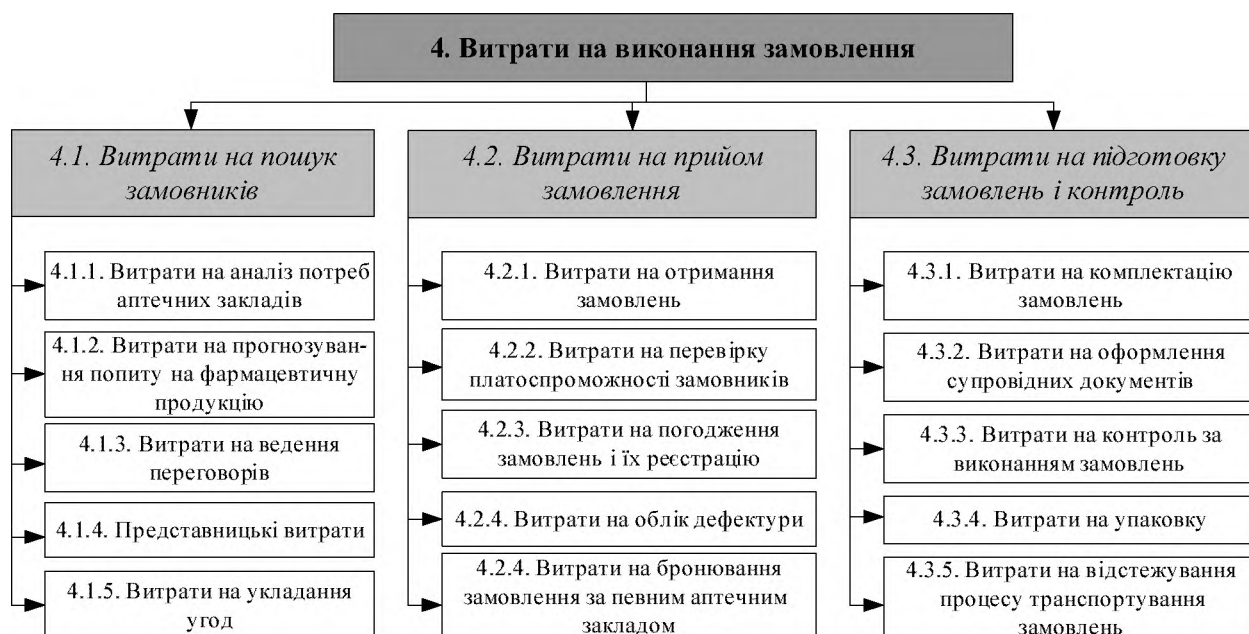 4. Витрати на виконання замовлення
4.1. Витрати на пошук
замовників
4.1.1. Витрати на аналіз потреб
аптечних закладів
4.1.2. Витрати на прогнозуван-
ня попиту на фармацевтичну
продукцію
4.1.3. Витрати на ведення
переговорів
4.1.4. Представницькі витрати
4.1.5. Витрати на укладання
угод
4.2. Витрати на прийом
замовлення
4.2.1. Витрати на отримання
замовлень
4.2.2. Витрати на перевірку
платоспроможності замовників
4.2.3. Витрати на погодження
замовлень і їх реєстрацію
4.2.4. Витрати на облік дефектури
4.2.4. Витрати на бронювання
замовлення за певним аптечним
закладом
4.3. Витрати на підготовку
замовлень і контроль
4.3.1. Витрати на комплектацію
замовлень
4.3.2. Витрати на оформлення
супровідних документів
4.3.3. Витрати на контроль за
виконанням замовлень
4.3.4. Витрати на упаковку
4.3.5. Витрати на відстежування
процесу транспортування
замовлень